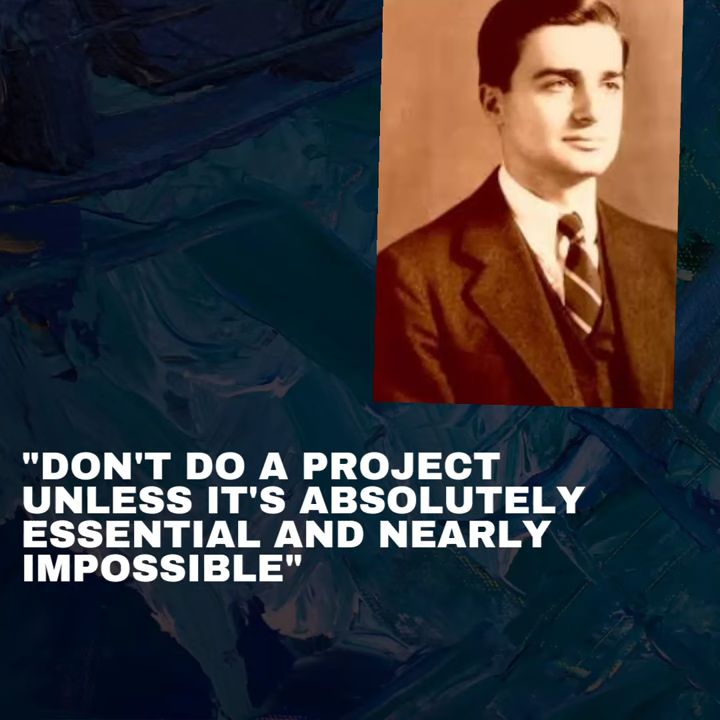 "DON'T DO A PROJECT
UNLESS IT'S ABSOLUTELY
ESSENTIAL AND NEARLY
IMPOSSIBLE"